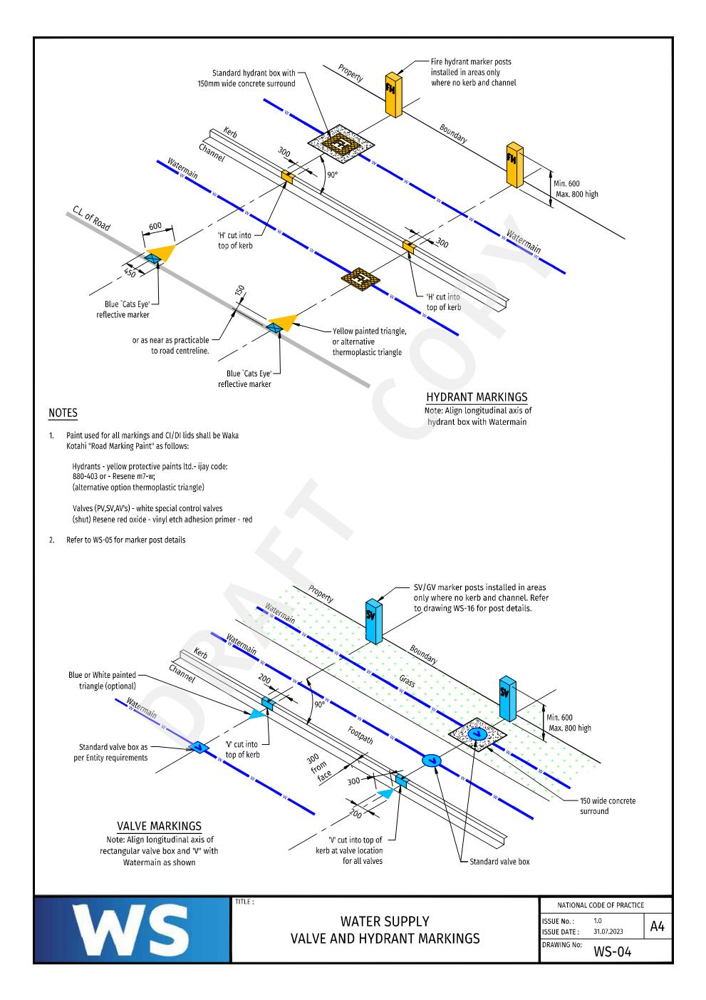 Fire hydrant marker posts
installed in areas only
where no kerb and channel
Standard hydrant box with
150mm wide concrete surround
Property
FH
W
Boundary
Kerb
Channel
300
FH
FH
Watermain
W
90°
W
W
Min. 600
Max. 800 high
C.L. of Road
W
W
600
'H' cut into
top of kerb
W
300
Watermain
W
W
450
FH
150
W
'H' cut into
top of kerb
Blue `Cats Eye'
reflective marker
W
or as near as practicable
to road centreline.
Yellow painted triangle,
or alternative
thermoplastic triangle
Blue `Cats Eye'
reflective marker
HYDRANT MARKINGS
Note: Align longitudinal axis of
hydrant box with Watermain
NOTES
1. Paint used for all markings and CI/DI lids shall be Waka
Kotahi "Road Marking Paint" as follows:
Hydrants - yellow protective paints ltd.- ijay code:
880-403 or - Resene m7-w;
(alternative option thermoplastic triangle)
Valves (PV,SV,AV's) - white special control valves
(shut) Resene red oxide - vinyl etch adhesion primer - red
2. Refer to WS-05 for marker post details
DRAFT COPY
SV/GV marker posts installed in areas
only where no kerb and channel. Refer
to drawing WS-16 for post details.
Property
Watermain
SV
Watermain
Boundary
Kerb
Channel
Grass
Blue or White painted
triangle (optional)
200
90°
SV
Watermain
Min. 600
Max. 800 high
Footpath
V
Standard valve box as
per Entity requirements
V
'V' cut into
top of kerb
300
from
face
V
300
200
150 wide concrete
surround
VALVE MARKINGS
Note: Align longitudinal axis of
rectangular valve box and 'V" with
Watermain as shown
'V' cut into top of
kerb at valve location
for all valves
Standard valve box
WS
TITLE :
WATER SUPPLY
VALVE AND HYDRANT MARKINGS
NATIONAL CODE OF PRACTICE
ISSUE No. : 1.0
ISSUE DATE : 31.07.2023
A4
DRAWING No: WS-04